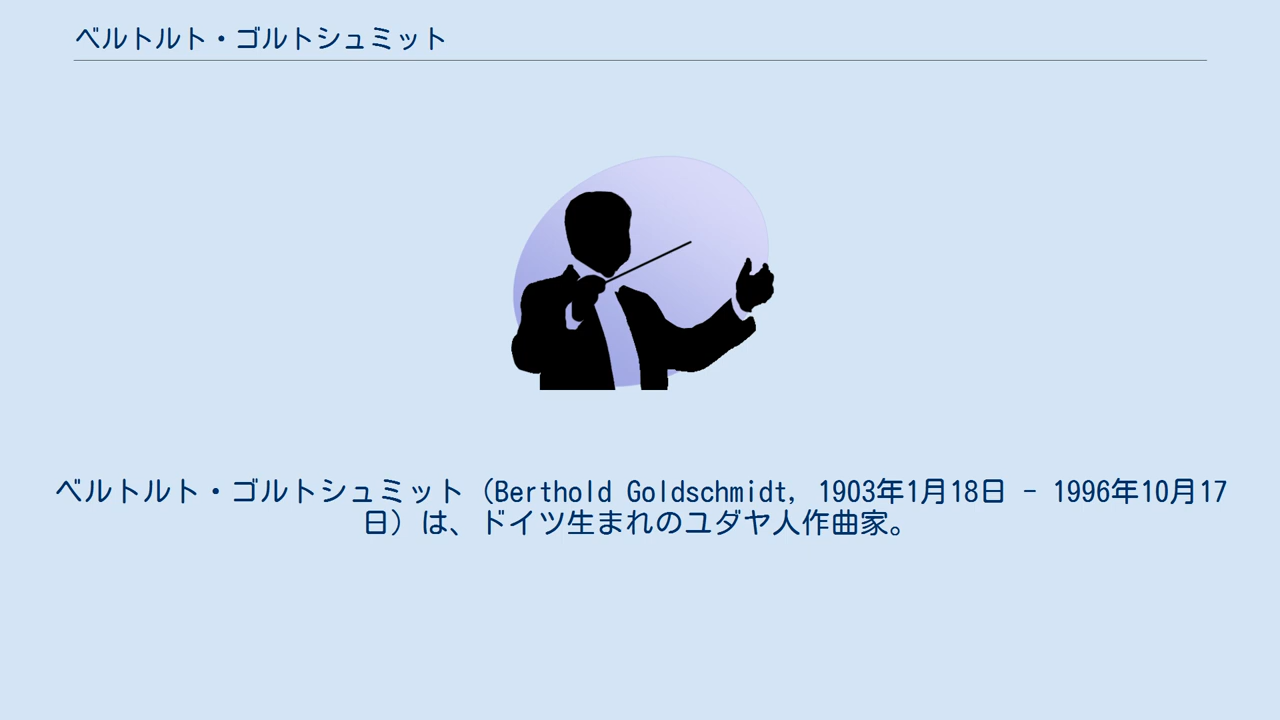 ベルトルト・ゴルトシュミット
ベルトルト・ゴルトシュミット（Berthold Goldschmidt, 1903年1月18日 - 1996年10月17
日）は、ドイツ生まれのユダヤ人作曲家。